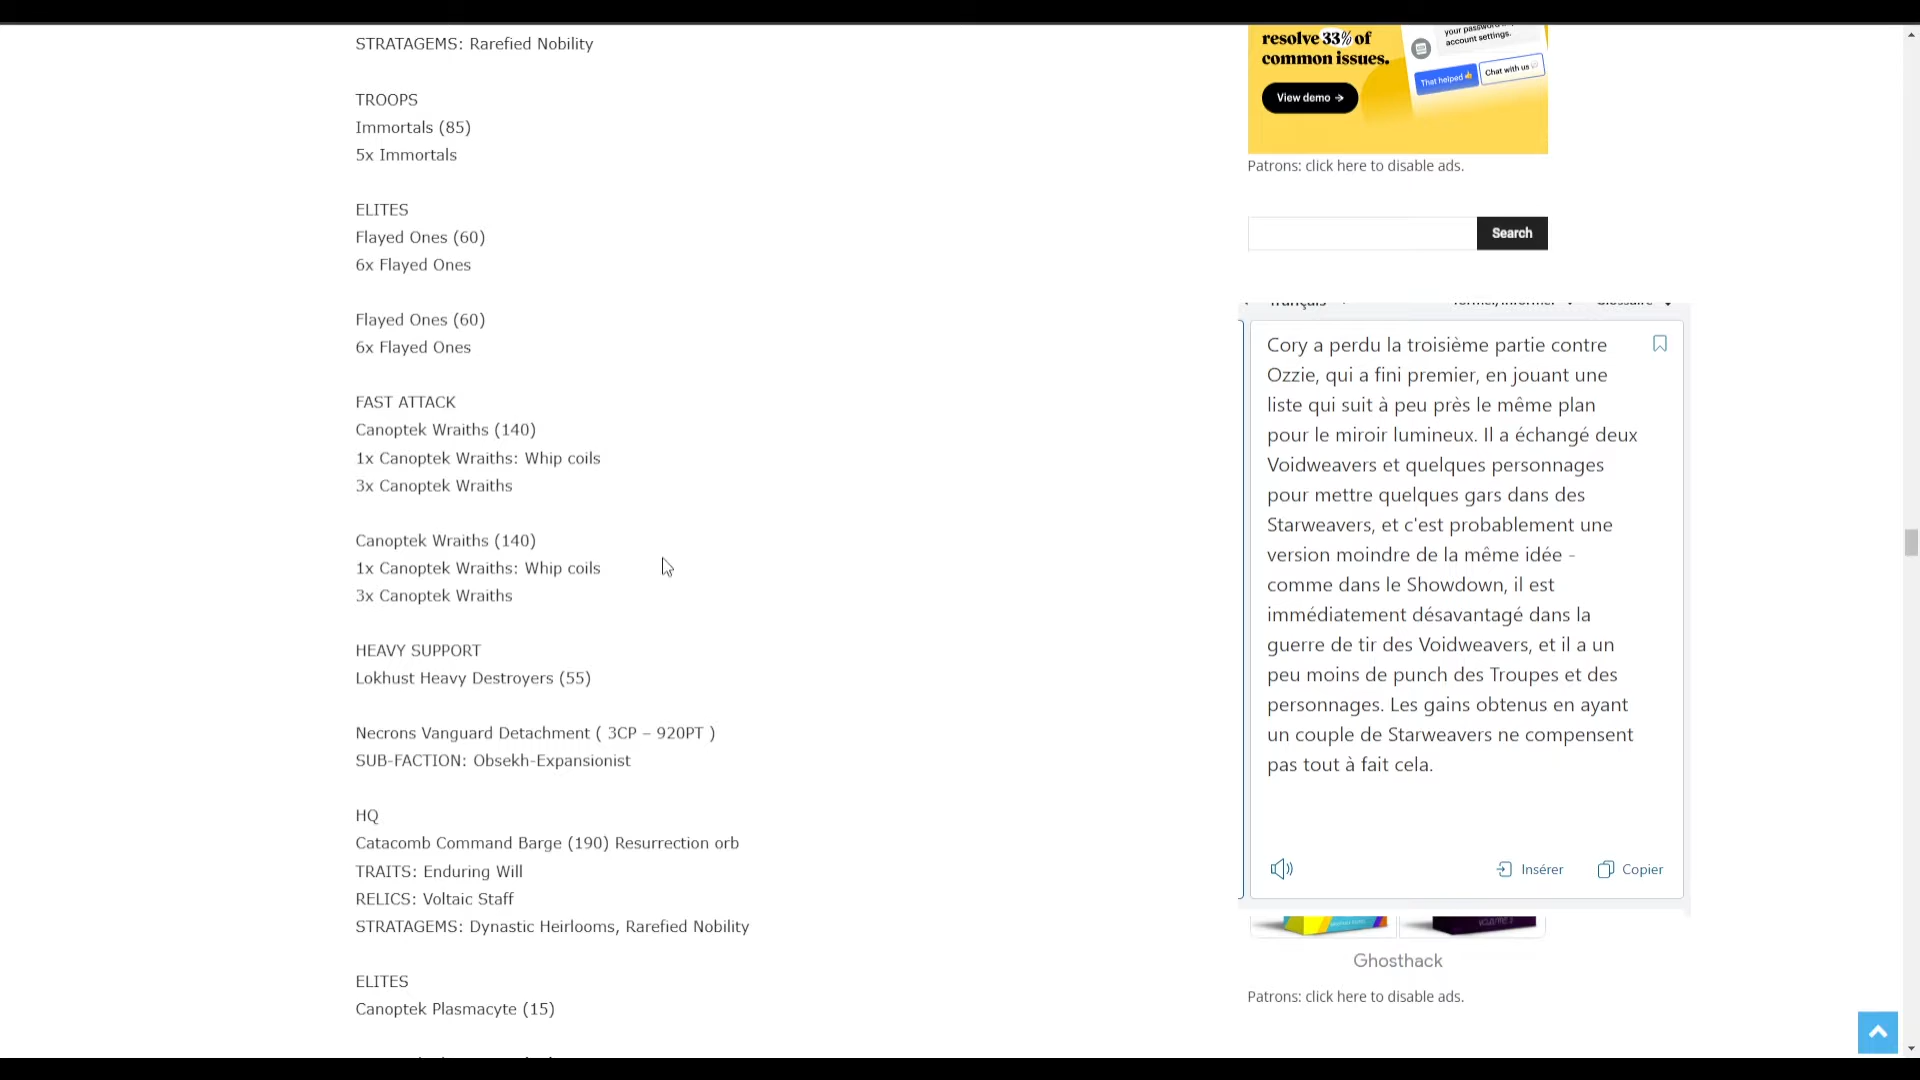 STRATAGEMS: Rarefied Nobility
TROOPS
Immortals (85)
5x Immortals
ELITES
Flayed Ones (60)
6x Flayed Ones
Flayed Ones (60)
6x Flayed Ones
FAST ATTACK
Canoptek Wraiths (140)
1x Canoptek Wraiths: Whip coils
3x Canoptek Wraiths
Canoptek Wraiths (140)
1x Canoptek Wraiths: Whip coils
3x Canoptek Wraiths
HEAVY SUPPORT
Lokhust Heavy Destroyers (55)
Necrons Vanguard Detachment ( 3CP – 920PT )
SUB-FACTION: Obsekh-Expansionist
HQ
Catacomb Command Barge (190) Resurrection orb
TRAITS: Enduring Will
RELICS: Voltaic Staff
STRATAGEMS: Dynastic Heirlooms, Rarefied Nobility
ELITES
Canoptek Plasmacyte (15)
resolve 33% of
common issues.
View demo →
your password
account settings.
That helped 👍
Chat with us
Patrons: click here to disable ads.
Search
français
Cory a perdu la troisième partie contre
Ozzie, qui a fini premier, en jouant une
liste qui suit à peu près le même plan
pour le miroir lumineux. Il a échangé deux
Voidweavers et quelques personnages
pour mettre quelques gars dans des
Starweavers, et c'est probablement une
version moindre de la même idée -
comme dans le Showdown, il est
immédiatement désavantagé dans la
guerre de tir des Voidweavers, et il a un
peu moins de punch des Troupes et des
personnages. Les gains obtenus en ayant
un couple de Starweavers ne compensent
pas tout à fait cela.
Insérer
Copier
Ghosthack
Patrons: click here to disable ads.